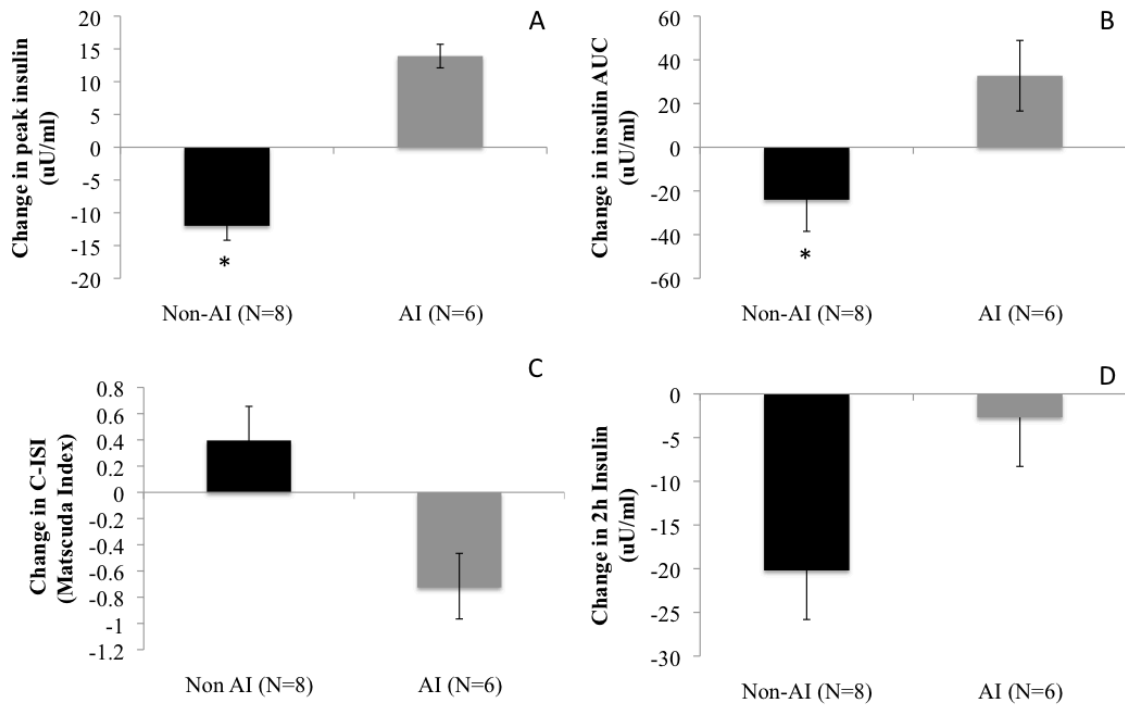 A
Change in peak insulin
(uU/ml)
20
15
10
5
0
-5
-10
-15
-20
*
Non-AI (N=8)
AI (N=6)
B
Change in insulin AUC
(uU/ml)
60
40
20
0
-20
-40
-60
*
Non-AI (N=8)
AI (N=6)
C
Change in C-ISI
(Matscuda Index)
0.8
0.6
0.4
0.2
0
-0.2
-0.4
-0.6
-0.8
-1
-1.2
Non AI (N=8)
AI (N=6)
D
Change in 2h Insulin
(uU/ml)
0
-5
-10
-15
-20
-25
-30
Non-AI (N=8)
AI (N=6)